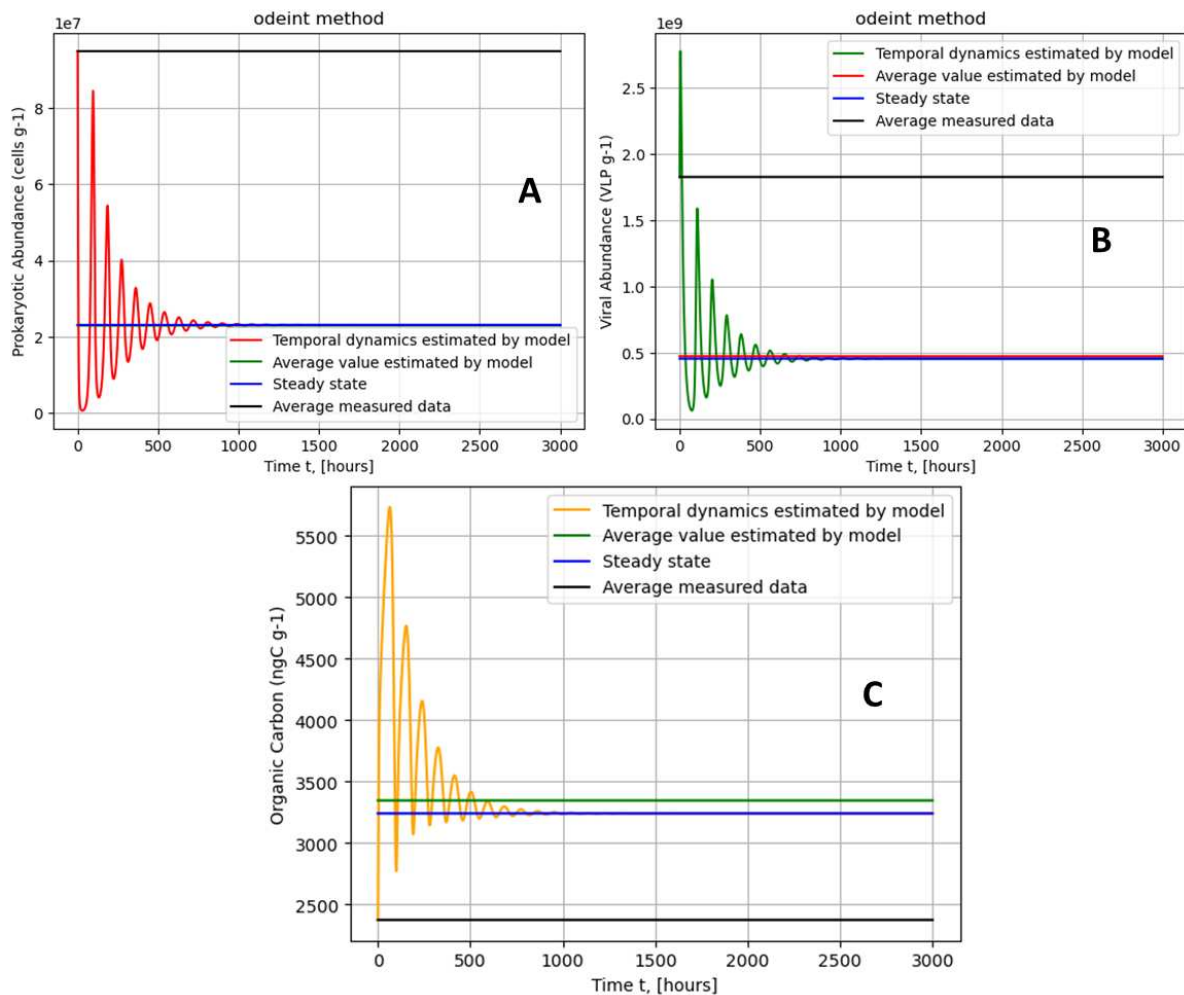 odeint method
1e7
Prokaryotic Abundance (cells g-1)
8
6
4
2
0
A
Temporal dynamics estimated by model
Average value estimated by model
Steady state
Average measured data
0 500 1000 1500 2000 2500 3000
Time t, [hours]
odeint method
1e9
Viral Abundance (VLP g-1)
2.5
2.0
1.5
1.0
0.5
0.0
Temporal dynamics estimated by model
Average value estimated by model
Steady state
Average measured data
B
0 500 1000 1500 2000 2500 3000
Time t, [hours]
Organic Carbon (ngC g-1)
5500
5000
4500
4000
3500
3000
2500
Temporal dynamics estimated by model
Average value estimated by model
Steady state
Average measured data
C
0 500 1000 1500 2000 2500 3000
Time t, [hours]